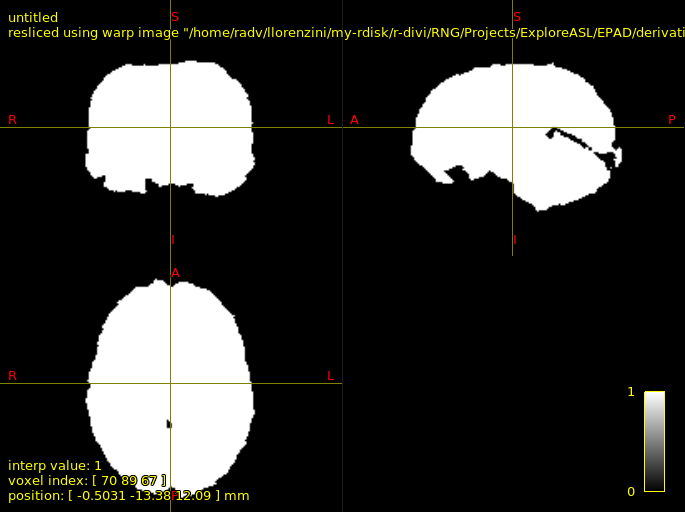 untitled
resliced using warp image "/home/radv/llorenzini/my-rdisk/r-divi/RNG/Projects/ExploreASL/EPAD/derivati
S
S
R
L
A
P
I
I
A
R
L
1
interp value: 1
voxel index: [ 70 89 67 ]
0
position: [ -0.5031 -13.38 12.09 ] mm